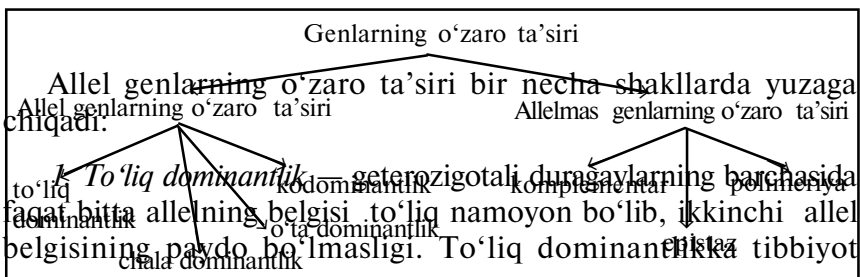 Genlarning o‘zaro ta’siri
Allel genlarning o‘zaro ta’siri bir necha shakllarda yuzaga
Allel genlarning o‘zaro ta’siri
Allelmas genlarning o‘zaro ta’siri
chiqadi:
1. To‘liq dominantlik — geterozigotali duragaylarning barchasida
to‘liq
dominantlik
kodominantlik
komplementar
polimeriya
faqat bitta allelning belgisi to‘liq namoyon bo‘lib, ikkinchi allel
o‘ta dominantlik
belgisining paydo bo‘lmasligi. To‘liq dominantlikka tibbiyot
epistaz
chala dominantlik